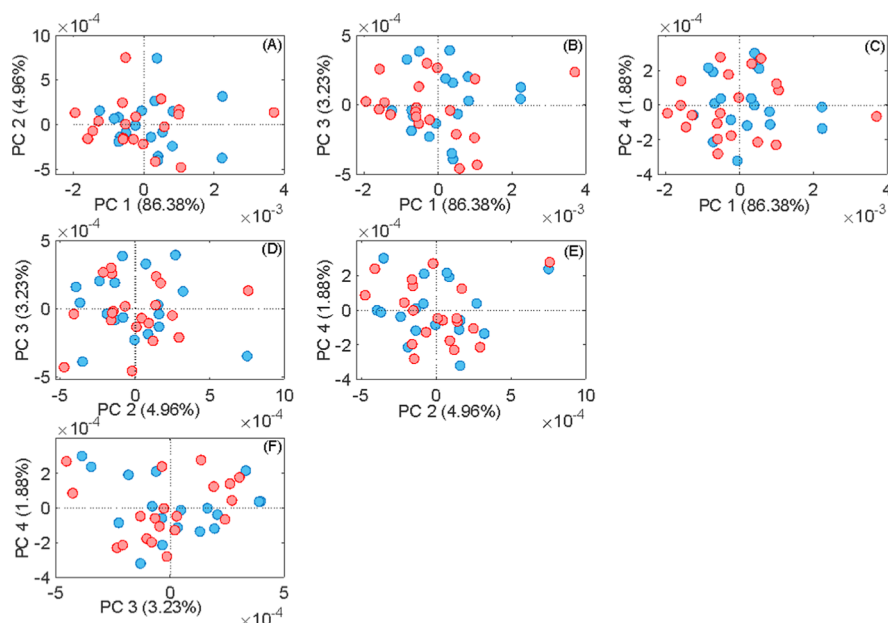 ×10⁻⁴ (A)
10
5
0
-5
PC 2 (4.96%)
-2 0 2 4
PC 1 (86.38%)
×10⁻³
×10⁻⁴ (B)
5
0
-5
PC 3 (3.23%)
-2 0 2 4
PC 1 (86.38%)
×10⁻³
×10⁻⁴ (C)
2
0
-2
-4
PC 4 (1.88%)
-2 0 2 4
PC 1 (86.38%)
×10⁻³
×10⁻⁴ (D)
5
0
-5
PC 3 (3.23%)
-5 0 5 10
PC 2 (4.96%)
×10⁻⁴
×10⁻⁴ (E)
2
0
-2
-4
PC 4 (1.88%)
-5 0 5 10
PC 2 (4.96%)
×10⁻⁴
×10⁻⁴ (F)
2
0
-2
-4
PC 4 (1.88%)
-5 0 5
PC 3 (3.23%)
×10⁻⁴